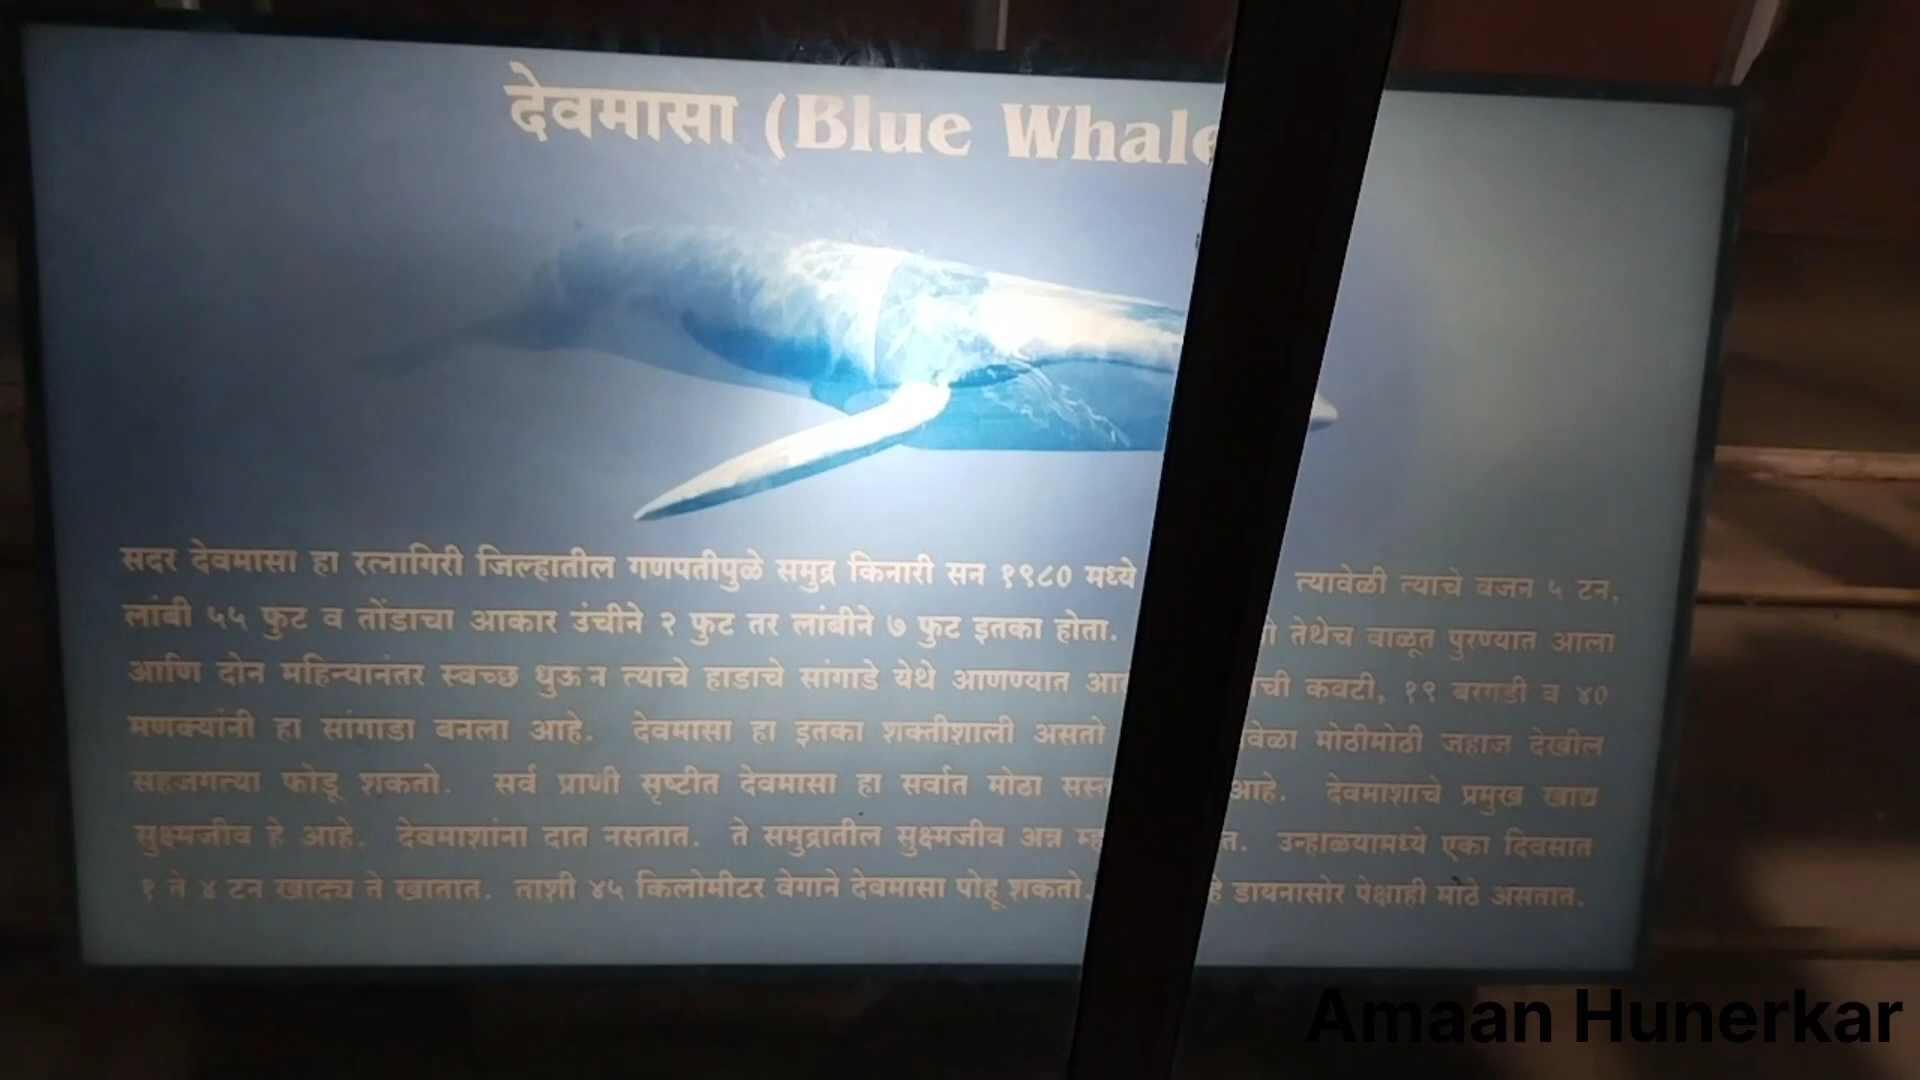 देवमासा (Blue Whale
सदर देवमासा हा रत्नागिरी जिल्हातील गणपतीपुळे समुद्र किनारी सन १९८० मध्ये त्यावेळी त्याचे वजन ५ टन,
लांबी ५५ फुट व तोंडाचा आकार उंचीने २ फुट तर लांबीने ७ फुट इतका होता. तेथेच वाळूत पुरण्यात आला
आणि दोन महिन्यानंतर स्वच्छ धुऊन त्याचे हाडाचे सांगाडे येथे आणण्यात कवटी, १९ बरगडी व ४०
मणक्यांनी हा सांगाडा बनला आहे. देवमासा हा इतका शक्तीशाली असतो मोठीमोठी जहाज देखील
सहजगत्या फोडू शकतो. सर्व प्राणी सृष्टीत देवमासा हा सर्वात मोठा आहे. देवमाशाचे प्रमुख खाद्य
सुक्ष्मजीव हे आहे. देवमाशांना दात नसतात. ते समुद्रातील सुक्ष्मजीव अन्न उन्हाळयामध्ये एका दिवसात
१ ते ४ टन खाद्य ते खातात. ताशी ४५ किलोमीटर वेगाने देवमासा पोहू शकतो. डायनासोर पेक्षाही मोठे असतात.
Amaan Hunerkar